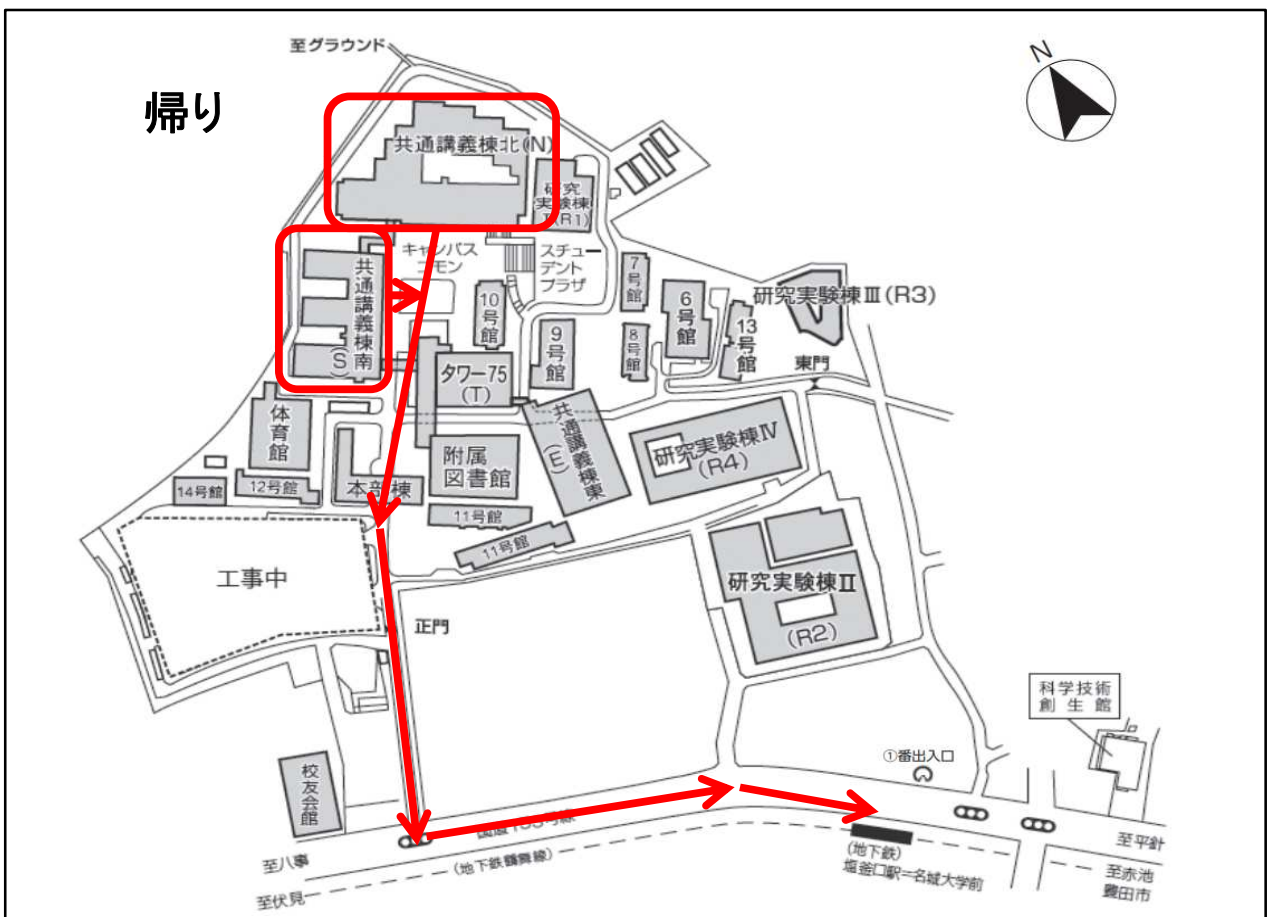 至グラウンド
N
帰り
共通講義棟北(N)
研究
実験棟
I(R1)
キャンパス
コモン
スチュー
デント
プラザ
共通講義棟南
(S)
10号館
7号館
6号館
研究実験棟Ⅲ(R3)
13号館
8号館
9号館
東門
タワー75
(T)
体育館
共通講義棟東
(E)
研究実験棟Ⅳ
(R4)
附属
図書館
14号館
12号館
本部棟
11号館
11号館
工事中
研究実験棟Ⅱ
(R2)
正門
科学技術
創生館
①番出入口
校友会館
至八事
(地下鉄鶴舞線)
至伏見
(地下鉄)
塩釜口駅=名城大学前
至平針
至赤池
豊田市